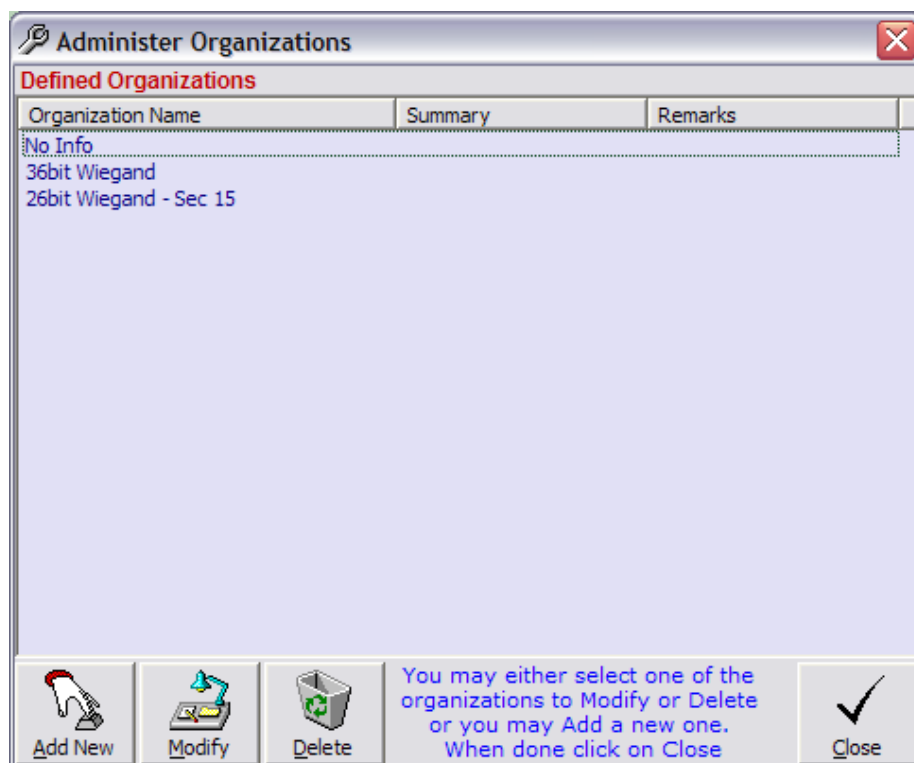 Administer Organizations
Defined Organizations
Organization Name Summary Remarks
No Info
36bit Wiegand
26bit Wiegand - Sec 15
You may either select one of the
organizations to Modify or Delete
or you may Add a new one.
When done click on Close
Add New Modify Delete Close